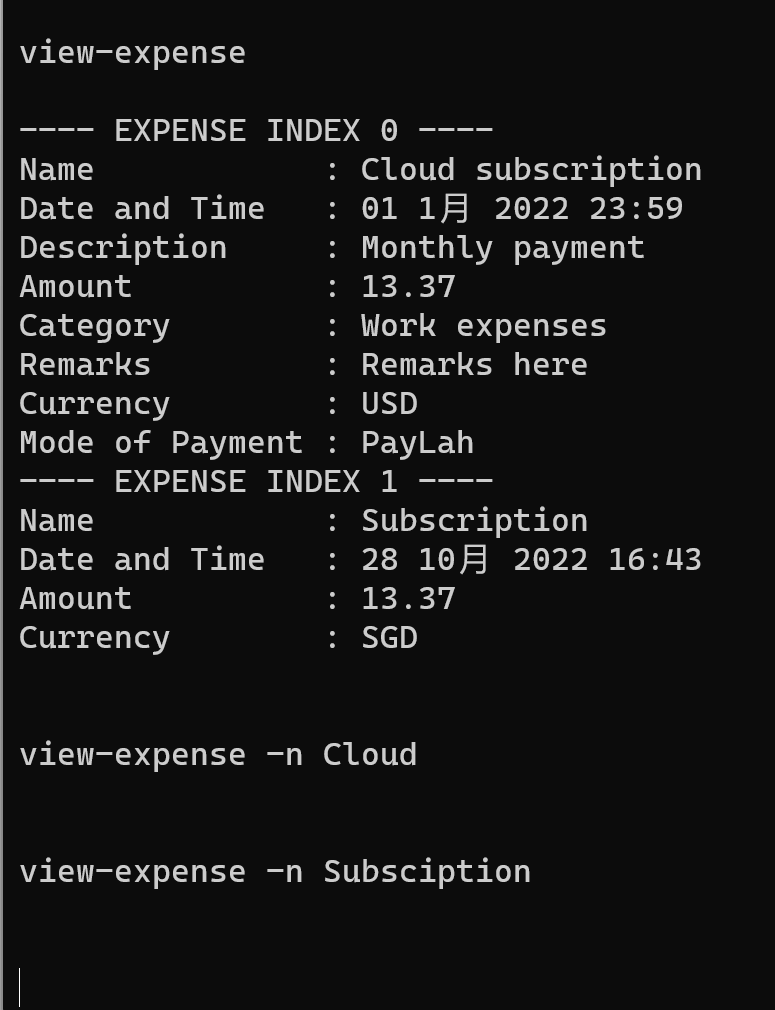 view-expense
---- EXPENSE INDEX 0 ----
Name : Cloud subscription
Date and Time : 01 1月 2022 23:59
Description : Monthly payment
Amount : 13.37
Category : Work expenses
Remarks : Remarks here
Currency : USD
Mode of Payment : PayLah
---- EXPENSE INDEX 1 ----
Name : Subscription
Date and Time : 28 10月 2022 16:43
Amount : 13.37
Currency : SGD
view-expense -n Cloud
view-expense -n Subsciption